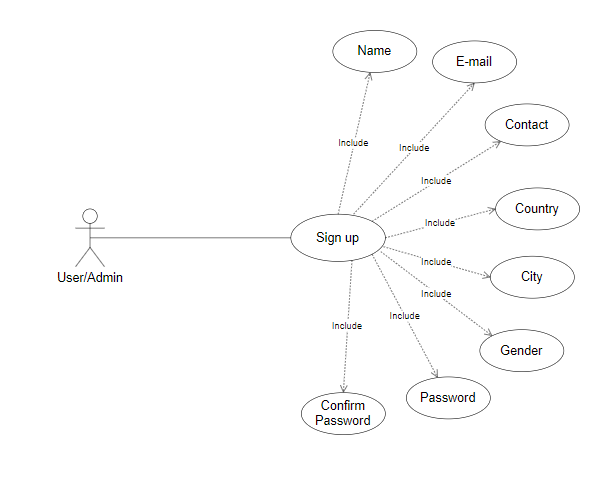 Name
E-mail
Include
Include
Contact
Include
Country
Include
User/Admin
Sign up
Include
City
Include
Gender
Include
Include
Password
Confirm
Password